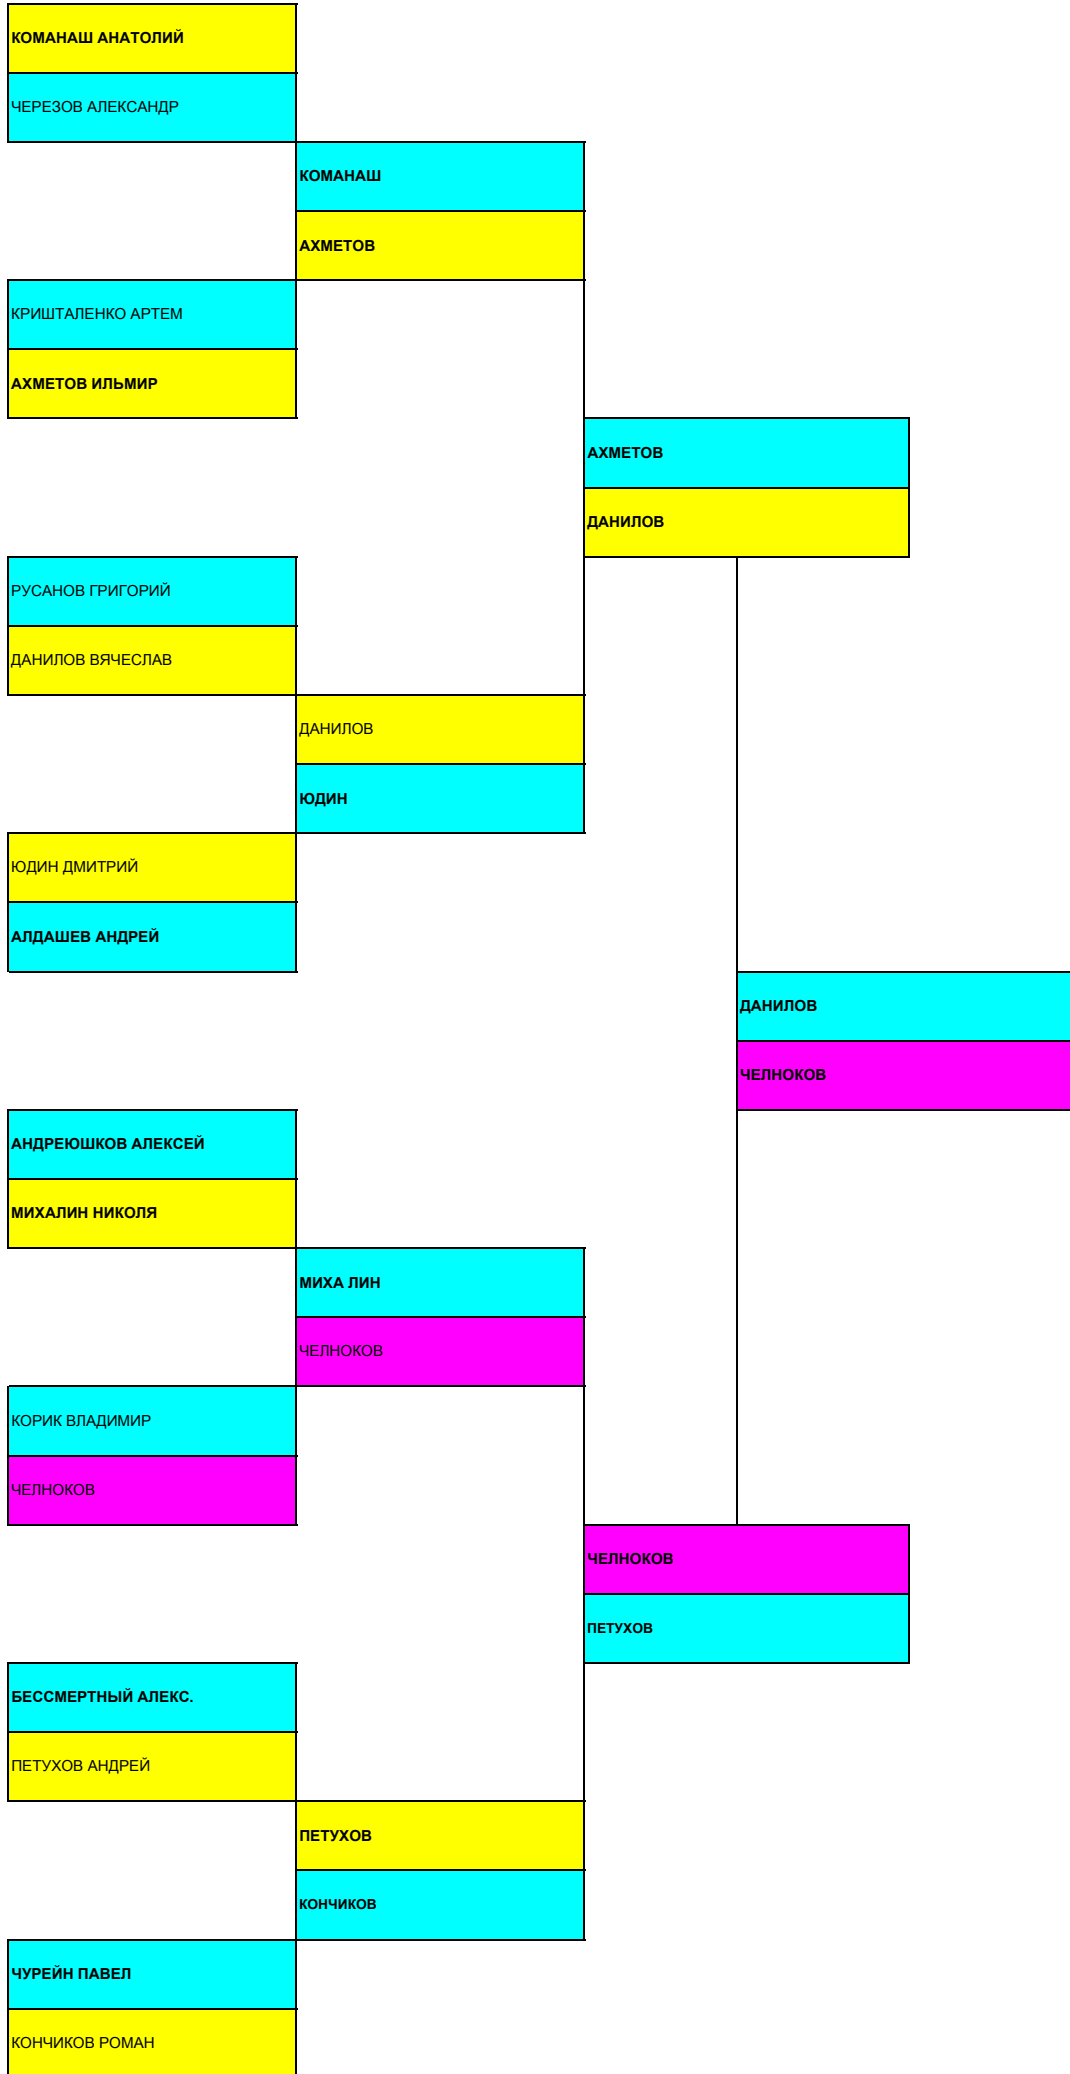 КОМАНАШ АНАТОЛИЙ
ЧЕРЕЗОВ АЛЕКСАНДР
КОМАНАШ
АХМЕТОВ
КРИШТАЛЕНКО АРТЕМ
АХМЕТОВ ИЛЬМИР
АХМЕТОВ
ДАНИЛОВ
РУСАНОВ ГРИГОРИЙ
ДАНИЛОВ ВЯЧЕСЛАВ
ДАНИЛОВ
ЮДИН
ЮДИН ДМИТРИЙ
АЛДАШЕВ АНДРЕЙ
ДАНИЛОВ
ЧЕЛНОКОВ
АНДРЕЮШКОВ АЛЕКСЕЙ
МИХАЛИН НИКОЛЯ
МИХА ЛИН
ЧЕЛНОКОВ
КОРИК ВЛАДИМИР
ЧЕЛНОКОВ
ЧЕЛНОКОВ
ПЕТУХОВ
БЕССМЕРТНЫЙ АЛЕКС.
ПЕТУХОВ АНДРЕЙ
ПЕТУХОВ
КОНЧИКОВ
ЧУРЕЙН ПАВЕЛ
КОНЧИКОВ РОМАН